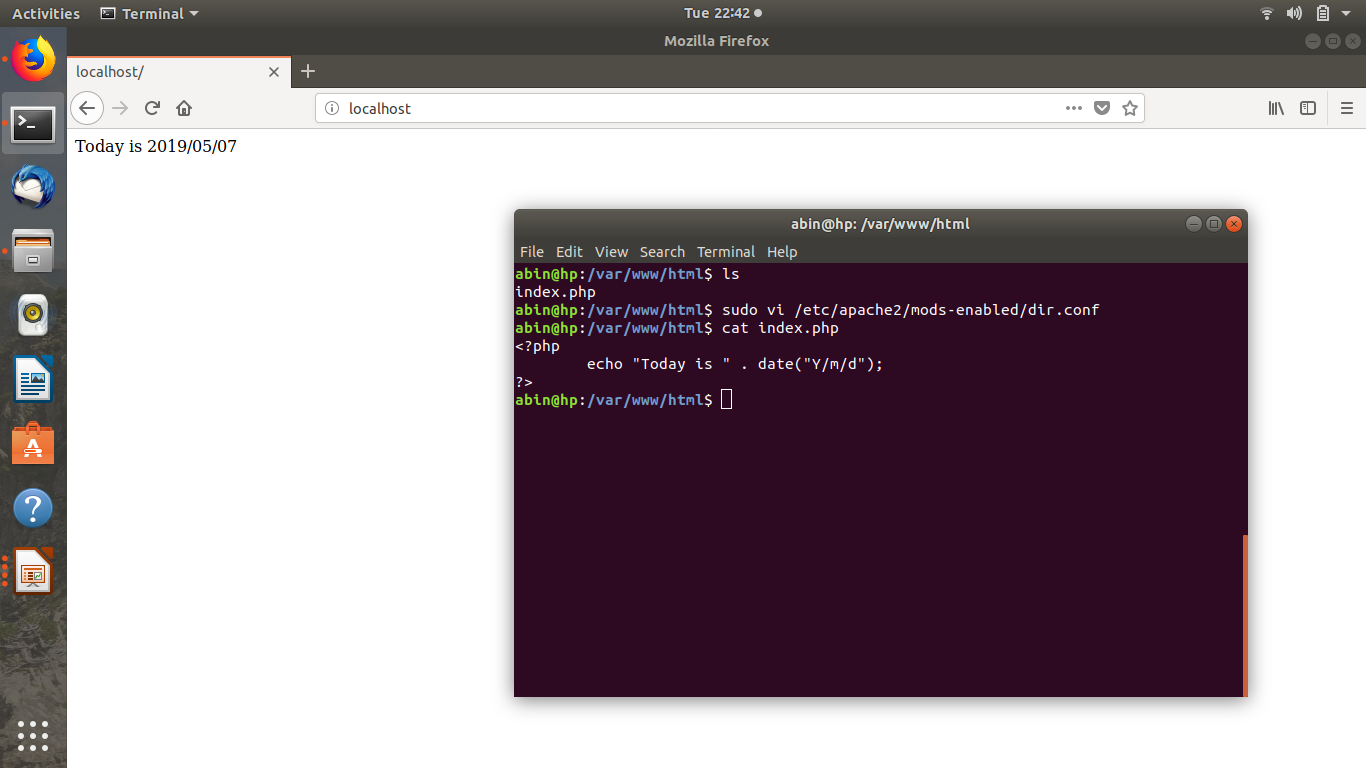 Activities Terminal Tue 22:42
Mozilla Firefox
localhost/
localhost
Today is 2019/05/07
abin@hp: /var/www/html
File Edit View Search Terminal Help
abin@hp:/var/www/html$ ls
index.php
abin@hp:/var/www/html$ sudo vi /etc/apache2/mods-enabled/dir.conf
abin@hp:/var/www/html$ cat index.php
<?php
        echo "Today is " . date("Y/m/d");
?>
abin@hp:/var/www/html$